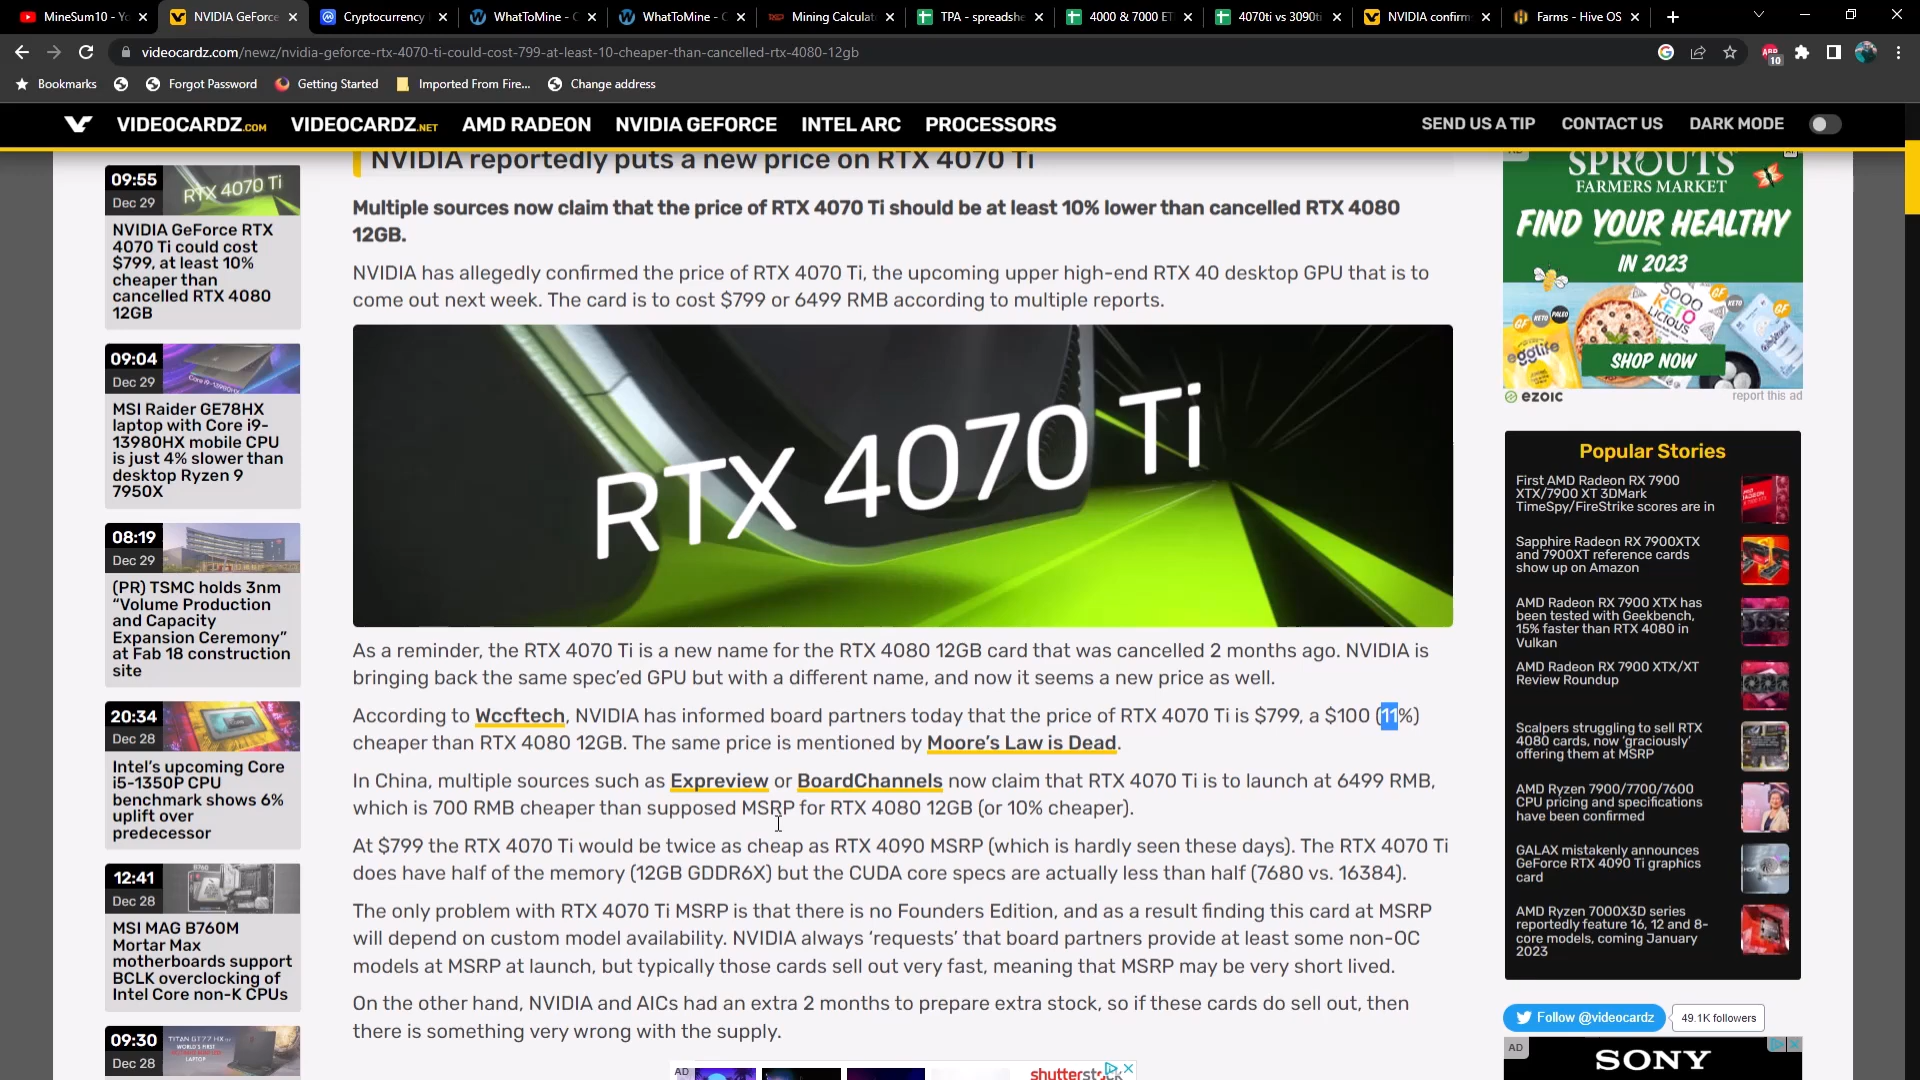 MineSum10 - Yo
NVIDIA GeForce
Cryptocurrency
WhatToMine - C
WhatToMine - C
Mining Calculat
TPA - spreadshe
4000 & 7000 ET
4070ti vs 3090ti
NVIDIA confirm
Farms - Hive OS
videocardz.com/newz/nvidia-geforce-rtx-4070-ti-could-cost-799-at-least-10-cheaper-than-cancelled-rtx-4080-12gb
10
Bookmarks
Forgot Password
Getting Started
Imported From Fire...
Change address
VIDEOCARDZ.COM
VIDEOCARDZ.NET
AMD RADEON
NVIDIA GEFORCE
INTEL ARC
PROCESSORS
SEND US A TIP
CONTACT US
DARK MODE
09:55
Dec 29
RTX 4070 Ti
NVIDIA GeForce RTX
4070 Ti could cost
$799, at least 10%
cheaper than
cancelled RTX 4080
12GB
09:04
Dec 29
MSI Raider GE78HX
laptop with Core i9-
13980HX mobile CPU
is just 4% slower than
desktop Ryzen 9
7950X
08:19
Dec 29
(PR) TSMC holds 3nm
“Volume Production
and Capacity
Expansion Ceremony”
at Fab 18 construction
site
20:34
Dec 28
Intel’s upcoming Core
i5-1350P CPU
benchmark shows 6%
uplift over
predecessor
12:41
Dec 28
MSI MAG B760M
Mortar Max
motherboards support
BCLK overclocking of
Intel Core non-K CPUs
09:30
Dec 28
NVIDIA reportedly puts a new price on RTX 4070 Ti
Multiple sources now claim that the price of RTX 4070 Ti should be at least 10% lower than cancelled RTX 4080
12GB.
NVIDIA has allegedly confirmed the price of RTX 4070 Ti, the upcoming upper high-end RTX 40 desktop GPU that is to
come out next week. The card is to cost $799 or 6499 RMB according to multiple reports.
RTX 4070 Ti
As a reminder, the RTX 4070 Ti is a new name for the RTX 4080 12GB card that was cancelled 2 months ago. NVIDIA is
bringing back the same spec’ed GPU but with a different name, and now it seems a new price as well.
According to Wccftech, NVIDIA has informed board partners today that the price of RTX 4070 Ti is $799, a $100 (11%)
cheaper than RTX 4080 12GB. The same price is mentioned by Moore’s Law is Dead.
In China, multiple sources such as Expreview or BoardChannels now claim that RTX 4070 Ti is to launch at 6499 RMB,
which is 700 RMB cheaper than supposed MSRP for RTX 4080 12GB (or 10% cheaper).
At $799 the RTX 4070 Ti would be twice as cheap as RTX 4090 MSRP (which is hardly seen these days). The RTX 4070 Ti
does have half of the memory (12GB GDDR6X) but the CUDA core specs are actually less than half (7680 vs. 16384).
The only problem with RTX 4070 Ti MSRP is that there is no Founders Edition, and as a result finding this card at MSRP
will depend on custom model availability. NVIDIA always ‘requests’ that board partners provide at least some non-OC
models at MSRP at launch, but typically those cards sell out very fast, meaning that MSRP may be very short lived.
On the other hand, NVIDIA and AICs had an extra 2 months to prepare extra stock, so if these cards do sell out, then
there is something very wrong with the supply.
AD
shutterstock
SPROUTS
FARMERS MARKET
FIND YOUR HEALTHY
IN 2023
SHOP NOW
ezoic
report this ad
Popular Stories
First AMD Radeon RX 7900
XTX/7900 XT 3DMark
TimeSpy/FireStrike scores are in
Sapphire Radeon RX 7900XTX
and 7900XT reference cards
show up on Amazon
AMD Radeon RX 7900 XTX has
been tested with Geekbench,
15% faster than RTX 4080 in
Vulkan
AMD Radeon RX 7900 XTX/XT
Review Roundup
Scalpers struggling to sell RTX
4080 cards, now ‘graciously’
offering them at MSRP
AMD Ryzen 7900/7700/7600
CPU pricing and specifications
have been confirmed
GALAX mistakenly announces
GeForce RTX 4090 Ti graphics
card
AMD Ryzen 7000X3D series
reportedly feature 16, 12 and 8-
core models, coming January
2023
Follow @videocardz
49.1K followers
AD
SONY